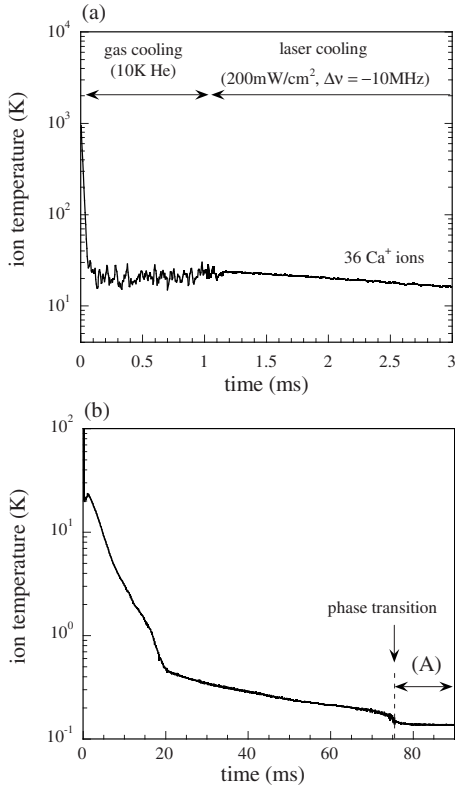 (a)
10^4
gas cooling
(10K He)
laser cooling
(200mW/cm^2, Δν = −10MHz)
10^3
10^2
36 Ca^+ ions
10^1
ion temperature (K)
0 0.5 1 1.5 2 2.5 3
time (ms)
(b)
10^2
10^1
phase transition
10^0
(A)
10^-1
ion temperature (K)
0 20 40 60 80
time (ms)